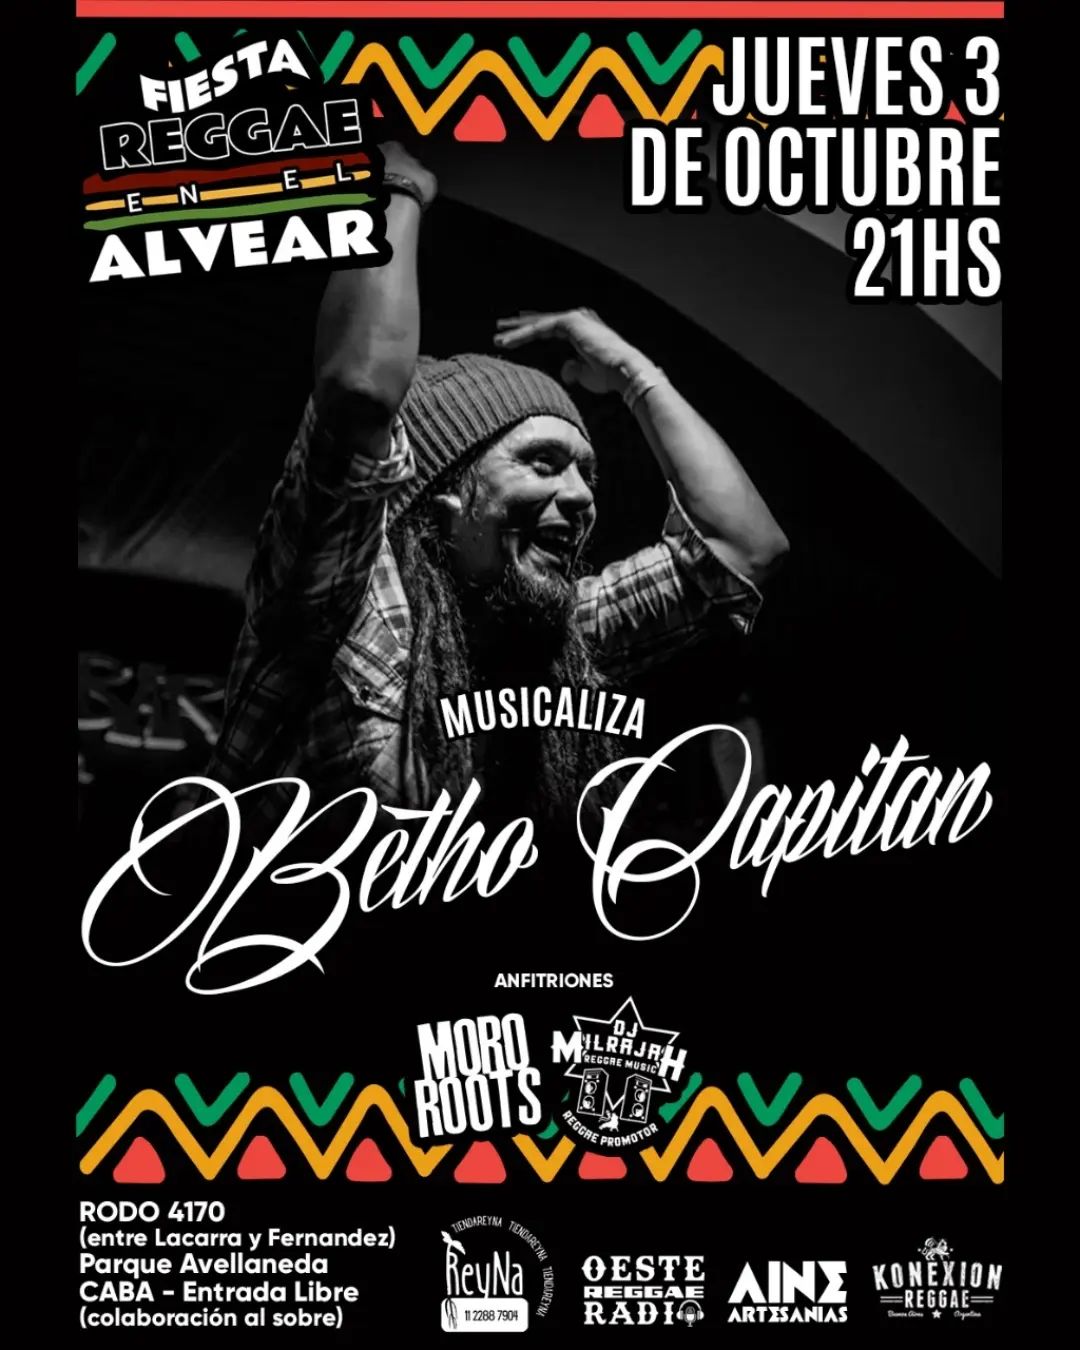 FIESTA
REGGAE
EN EL
ALVEAR
JUEVES 3
DE OCTUBRE
21HS
MUSICALIZA
Betho Capitan
ANFITRIONES
MORO
ROOTS
DJ
MILRAJAH
REGGAE MUSIC
REGGAE PROMOTOR
RODO 4170
(entre Lacarra y Fernandez)
Parque Avellaneda
CABA - Entrada Libre
(colaboración al sobre)
TIENDAREYNA TIENDAREYNA TIENDAREYNA
ReyNa
11 2288 7904
OESTE
REGGAE
RADIO
AINE
ARTESANIAS
KONEXION
REGGAE
Buenos Aires Argentina